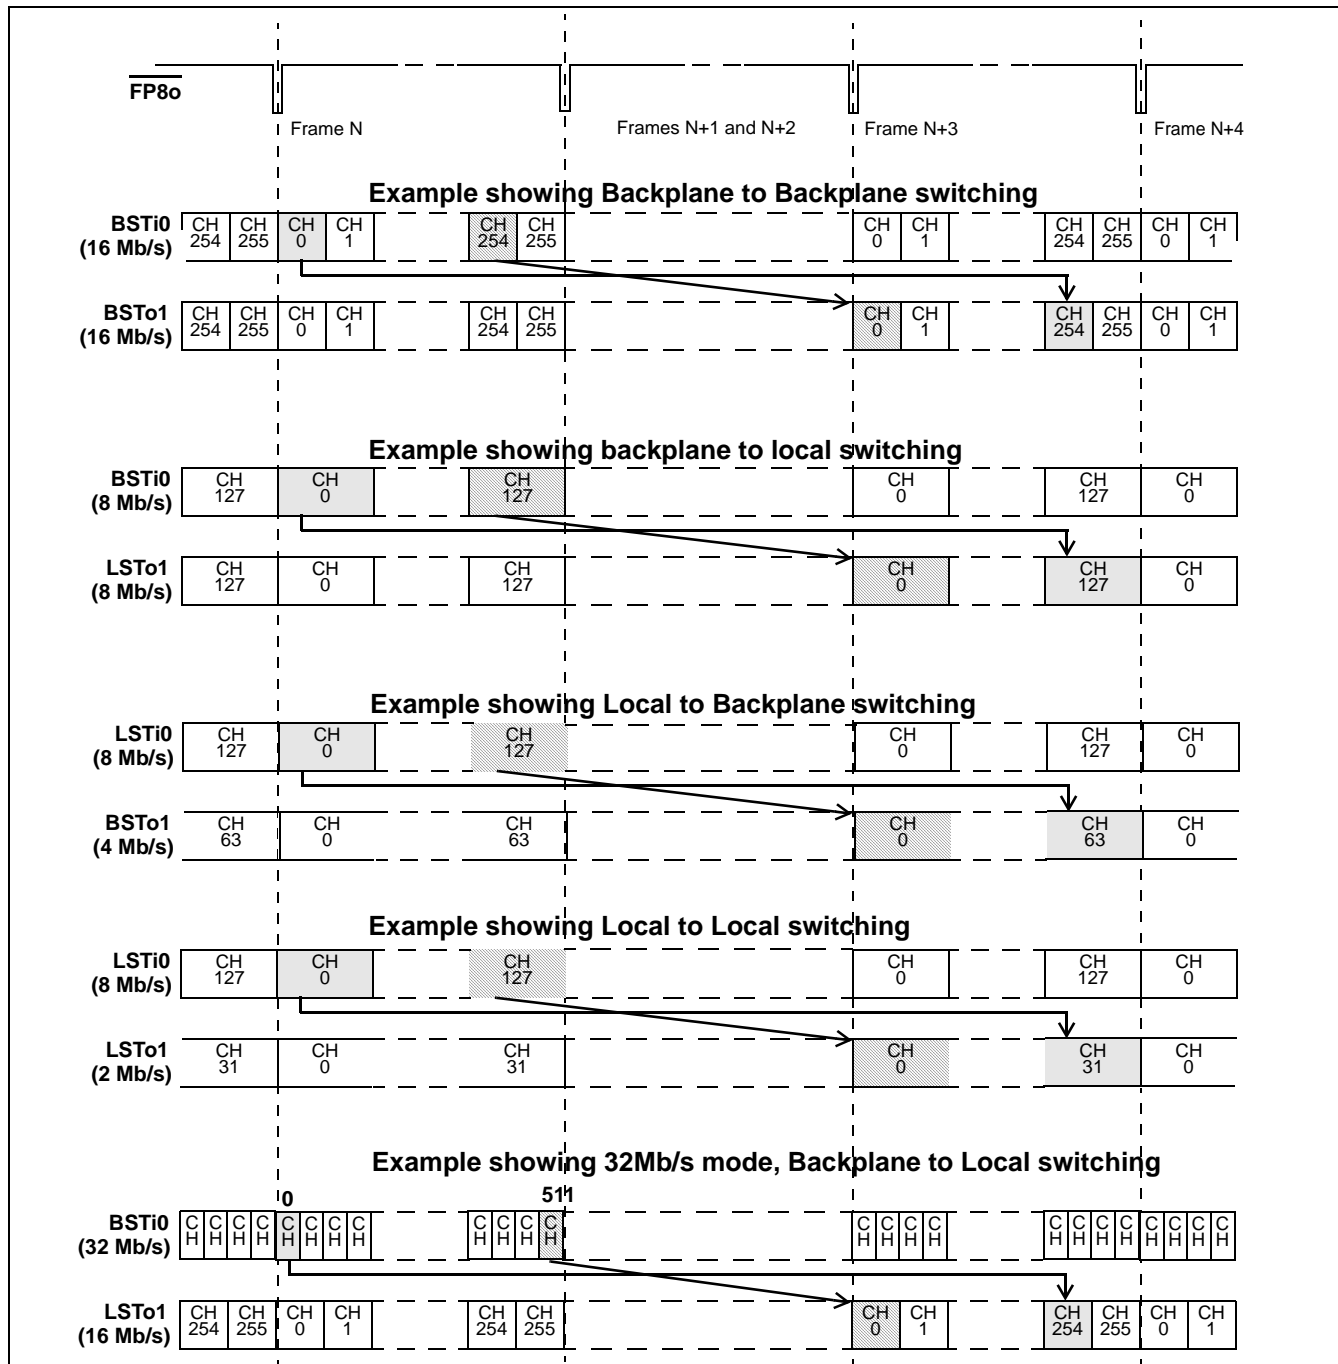 FP8o
Frame N
Frames N+1 and N+2
Frame N+3
Frame N+4
Example showing Backplane to Backplane switching
BSTi0
(16 Mb/s)
CH 254 CH 255 CH 0 CH 1 CH 254 CH 255 CH 0 CH 1 CH 254 CH 255 CH 0 CH 1
BSTo1
(16 Mb/s)
CH 254 CH 255 CH 0 CH 1 CH 254 CH 255 CH 0 CH 1 CH 254 CH 255 CH 0 CH 1
Example showing backplane to local switching
BSTi0
(8 Mb/s)
CH 127 CH 0 CH 127 CH 0 CH 127 CH 0
LSTo1
(8 Mb/s)
CH 127 CH 0 CH 127 CH 0 CH 127 CH 0
Example showing Local to Backplane switching
LSTi0
(8 Mb/s)
CH 127 CH 0 CH 127 CH 0 CH 127 CH 0
BSTo1
(4 Mb/s)
CH 63 CH 0 CH 63 CH 0 CH 63 CH 0
Example showing Local to Local switching
LSTi0
(8 Mb/s)
CH 127 CH 0 CH 127 CH 0 CH 127 CH 0
LSTo1
(2 Mb/s)
CH 31 CH 0 CH 31 CH 0 CH 31 CH 0
Example showing 32Mb/s mode, Backplane to Local switching
0 511
BSTi0
(32 Mb/s)
CH CH CH CH CH CH CH CH CH CH CH CH CH CH CH CH CH CH CH CH CH CH CH CH
LSTo1
(16 Mb/s)
CH 254 CH 255 CH 0 CH 1 CH 254 CH 255 CH 0 CH 1 CH 254 CH 255 CH 0 CH 1